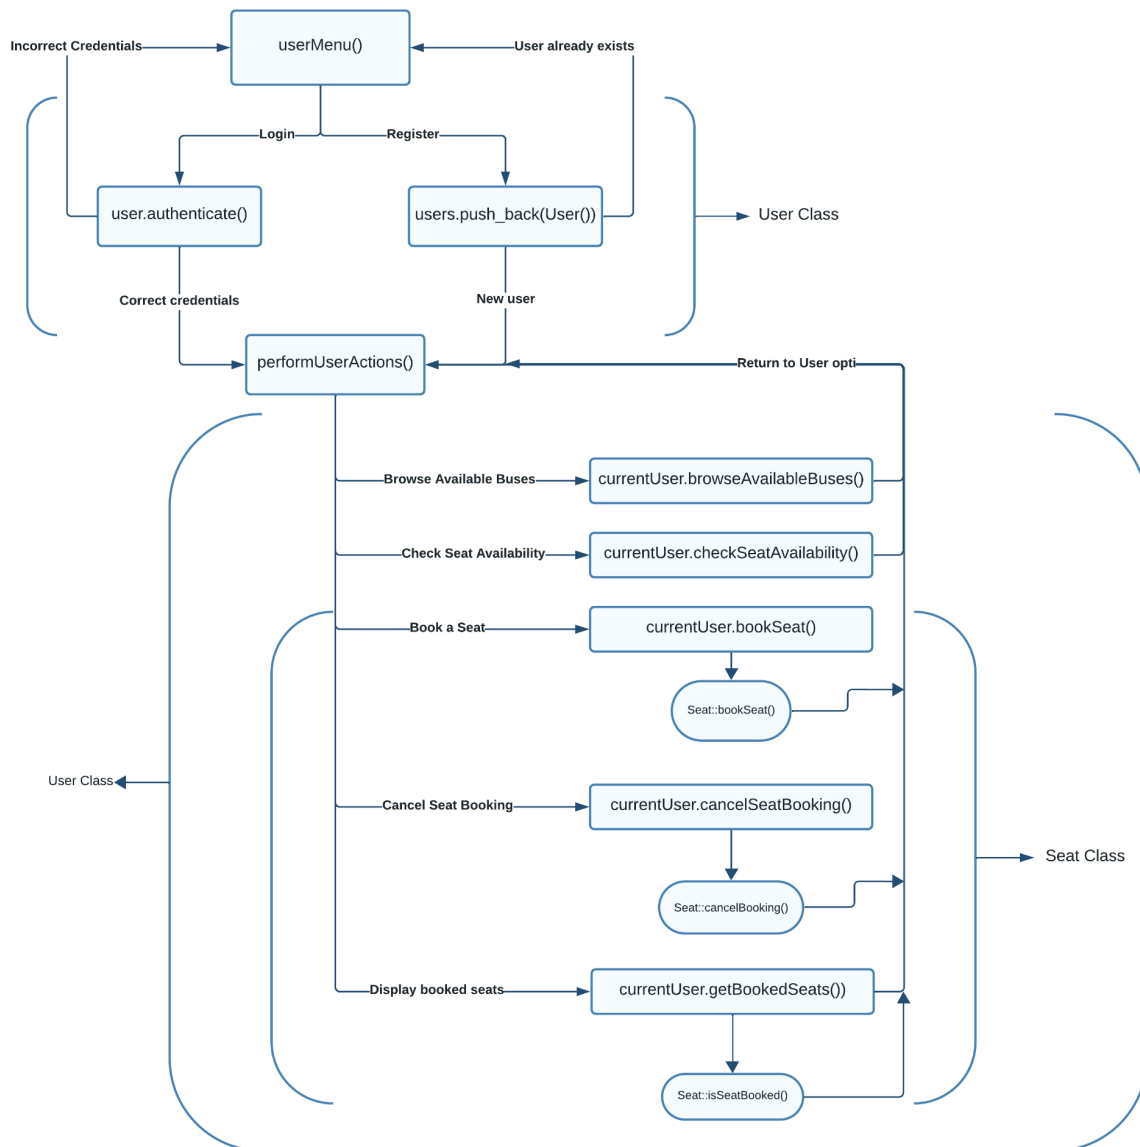 userMenu()
Incorrect Credentials
User already exists
Login
Register
user.authenticate()
users.push_back(User())
User Class
Correct credentials
New user
performUserActions()
Return to User opti
Browse Available Buses
currentUser.browseAvailableBuses()
Check Seat Availability
currentUser.checkSeatAvailability()
Book a Seat
currentUser.bookSeat()
Seat::bookSeat()
User Class
Cancel Seat Booking
currentUser.cancelSeatBooking()
Seat Class
Seat::cancelBooking()
Display booked seats
currentUser.getBookedSeats())
Seat::isSeatBooked()